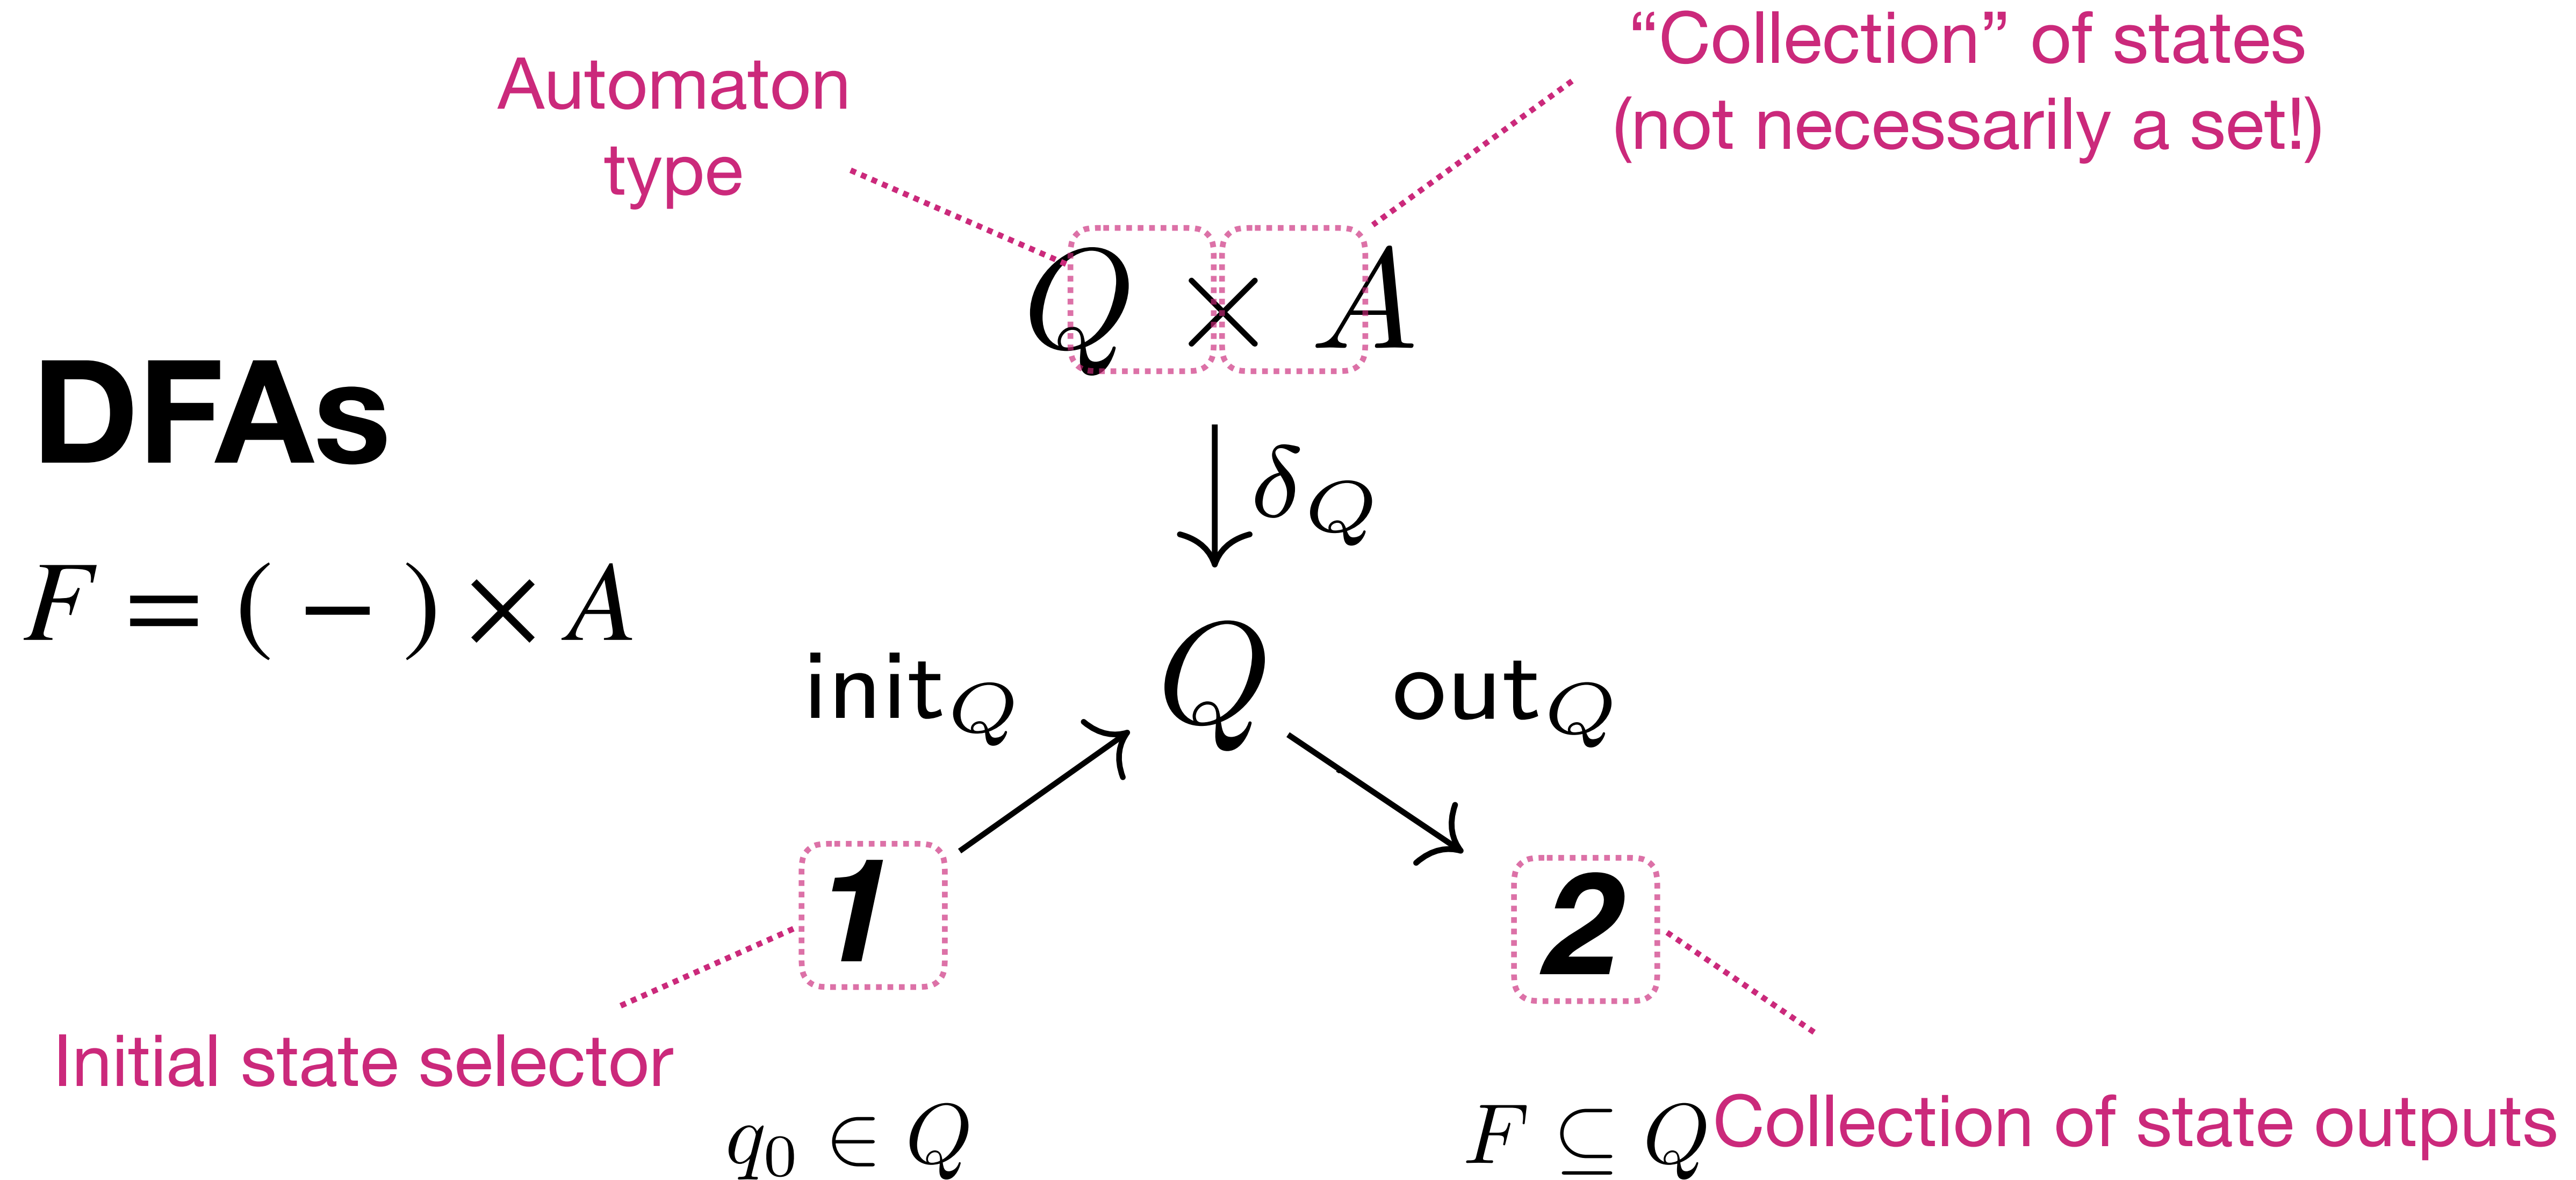 “Collection” of states
(not necessarily a set!)
Automaton
type
Q × A
DFAs
δ_Q
F = ( − ) × A
init_Q
Q
out_Q
1
2
Initial state selector
q_0 ∈ Q
F ⊆ Q
Collection of state outputs